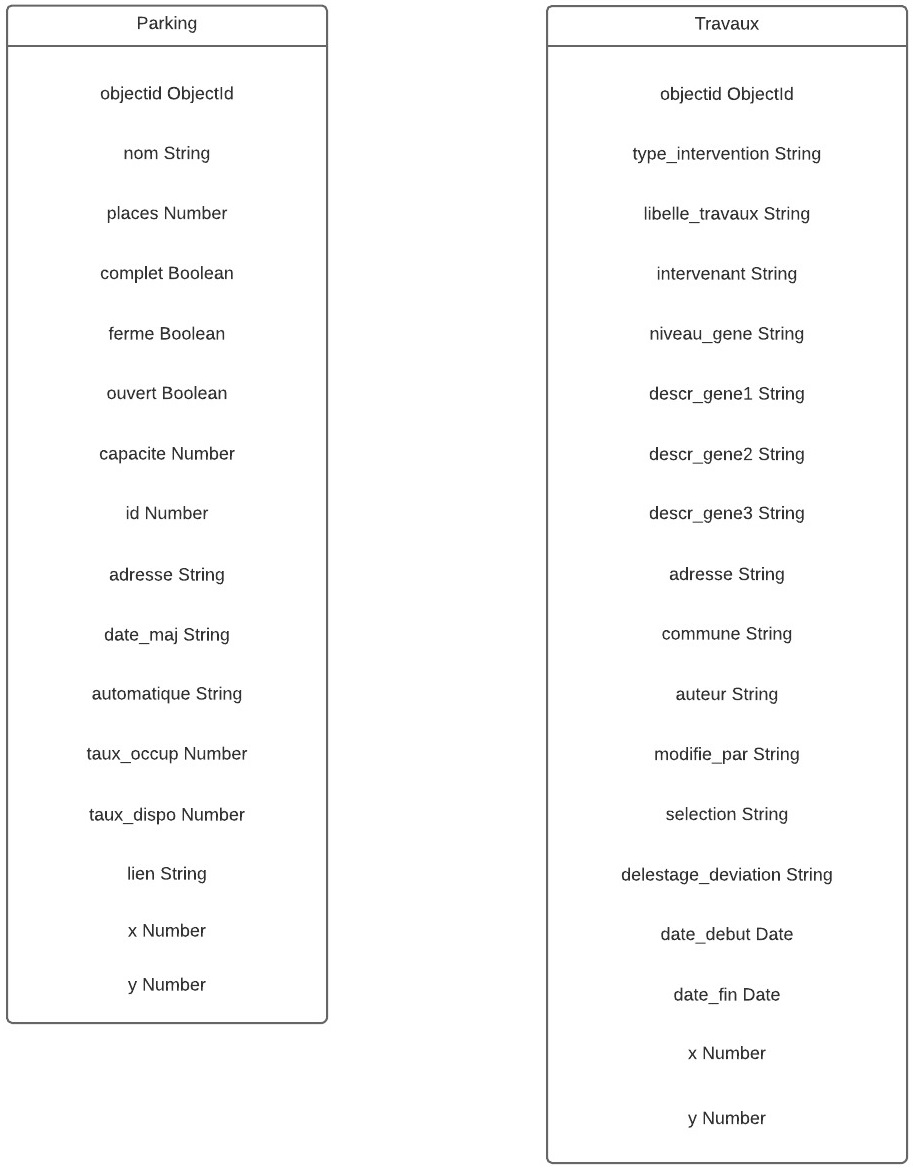 Parking
objectid ObjectId
nom String
places Number
complet Boolean
ferme Boolean
ouvert Boolean
capacite Number
id Number
adresse String
date_maj String
automatique String
taux_occup Number
taux_dispo Number
lien String
x Number
y Number
Travaux
objectid ObjectId
type_intervention String
libelle_travaux String
intervenant String
niveau_gene String
descr_gene1 String
descr_gene2 String
descr_gene3 String
adresse String
commune String
auteur String
modifie_par String
selection String
delestage_deviation String
date_debut Date
date_fin Date
x Number
y Number